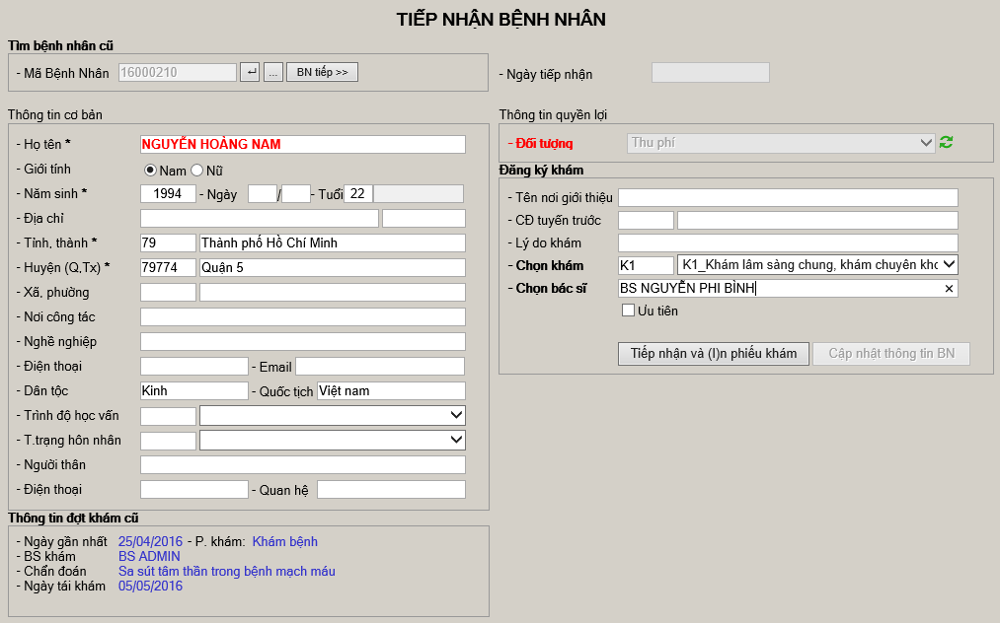 TIẾP NHẬN BỆNH NHÂN
Tìm bệnh nhân cũ
- Mã Bệnh Nhân 16000210 ↵ ... BN tiếp >>
- Ngày tiếp nhận
Thông tin cơ bản
- Họ tên * NGUYỄN HOÀNG NAM
- Giới tính Nam Nữ
- Năm sinh * 1994 - Ngày / - Tuổi 22
- Địa chỉ
- Tỉnh, thành * 79 Thành phố Hồ Chí Minh
- Huyện (Q,Tx) * 79774 Quận 5
- Xã, phường
- Nơi công tác
- Nghề nghiệp
- Điện thoại - Email
- Dân tộc Kinh - Quốc tịch Việt nam
- Trình độ học vấn
- T.trạng hôn nhân
- Người thân
- Điện thoại - Quan hệ
Thông tin đợt khám cũ
- Ngày gần nhất 25/04/2016 - P. khám: Khám bệnh
- BS khám BS ADMIN
- Chẩn đoán Sa sút tâm thần trong bệnh mạch máu
- Ngày tái khám 05/05/2016
Thông tin quyền lợi
- Đối tượng Thu phí
Đăng ký khám
- Tên nơi giới thiệu
- CĐ tuyến trước
- Lý do khám
- Chọn khám K1 K1_Khám lâm sàng chung, khám chuyên kho
- Chọn bác sĩ BS NGUYỄN PHI BÌNH ×
Ưu tiên
Tiếp nhận và (I)n phiếu khám Cập nhật thông tin BN